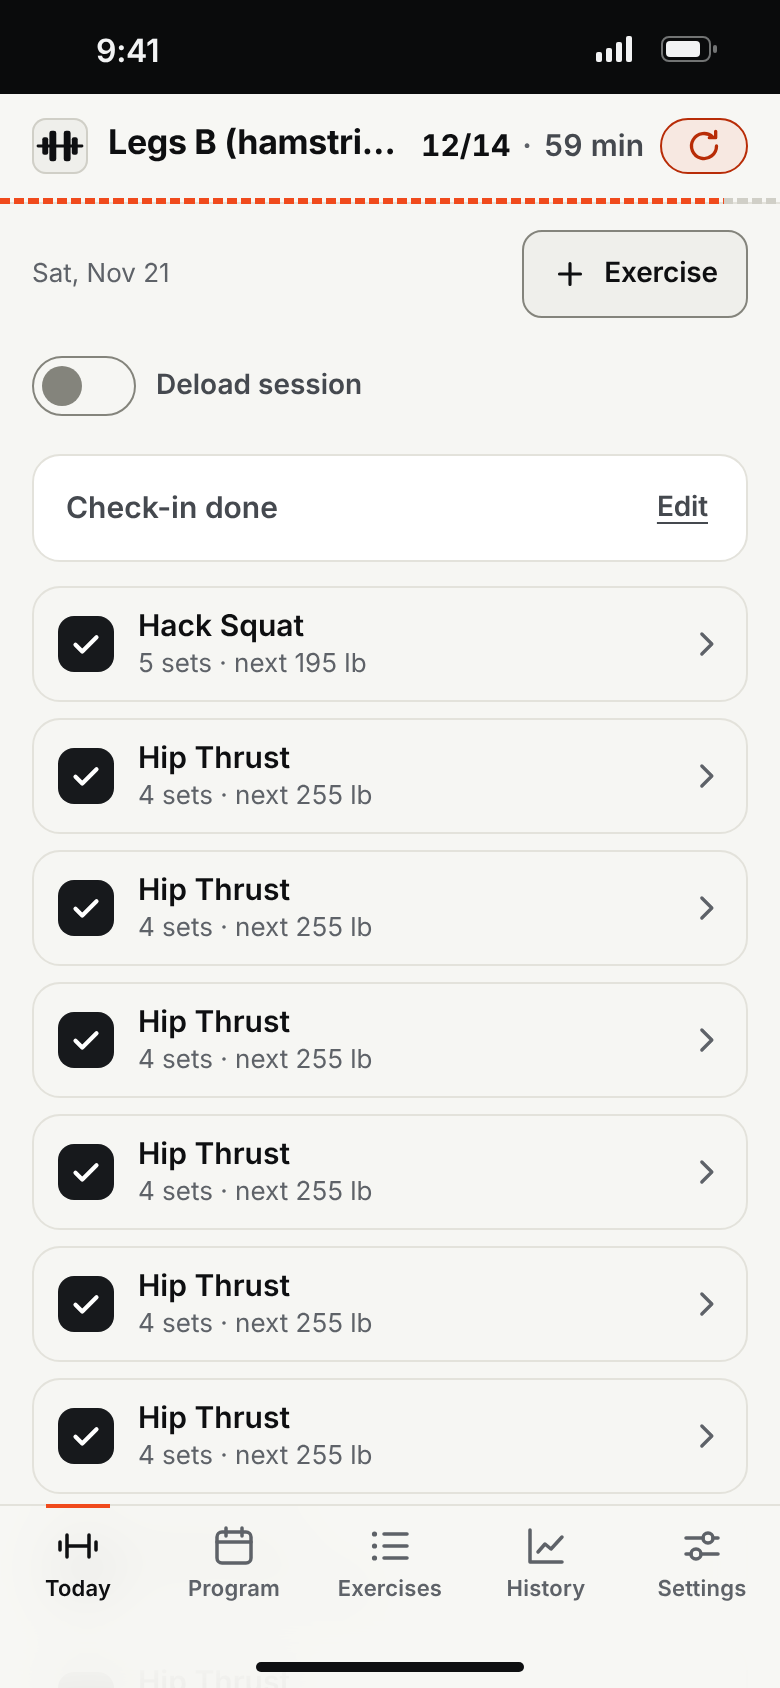 9:41
Legs B (hamstri... 12/14 · 59 min
Sat, Nov 21
Exercise
Deload session
Check-in done
Edit
Hack Squat
5 sets · next 195 lb
Hip Thrust
4 sets · next 255 lb
Hip Thrust
4 sets · next 255 lb
Hip Thrust
4 sets · next 255 lb
Hip Thrust
4 sets · next 255 lb
Hip Thrust
4 sets · next 255 lb
Hip Thrust
4 sets · next 255 lb
Today
Program
Exercises
History
Settings
Hip Thrust